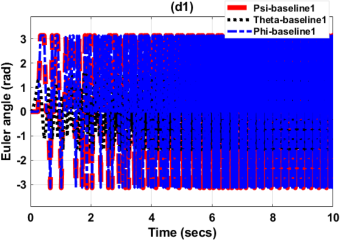 (d1)
Psi-baseline1
Theta-baseline1
Phi-baseline1
Euler angle (rad)
3
2
1
0
-1
-2
-3
0 2 4 6 8 10
Time (secs)